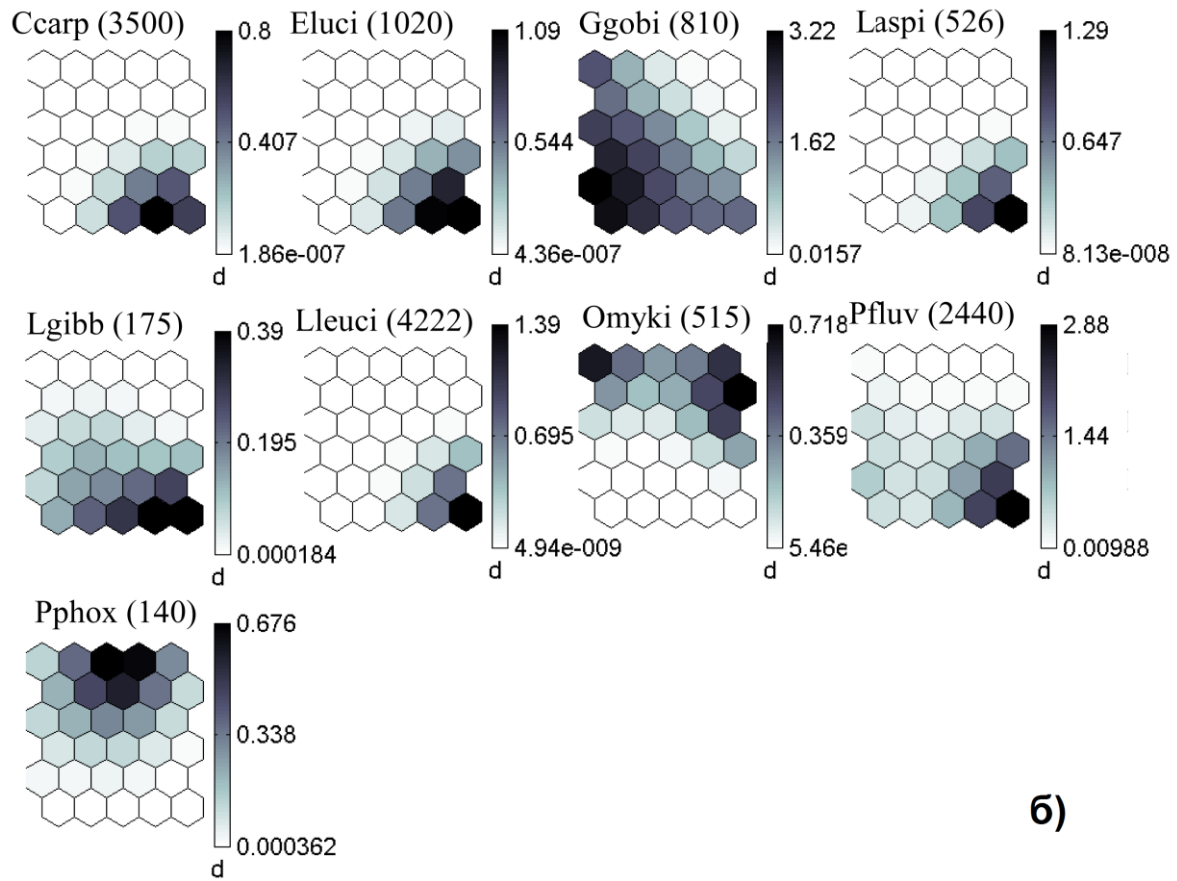 Ccarp (3500)
0.8
0.407
1.86e-007
d
Eluci (1020)
1.09
0.544
4.36e-007
d
Ggobi (810)
3.22
1.62
0.0157
d
Laspi (526)
1.29
0.647
8.13e-008
d
Lgibb (175)
0.39
0.195
0.000184
d
Lleuci (4222)
1.39
0.695
4.94e-009
d
Omyki (515)
0.718
0.359
5.46e
d
Pfluv (2440)
2.88
1.44
0.00988
d
Pphox (140)
0.676
0.338
0.000362
d
б)